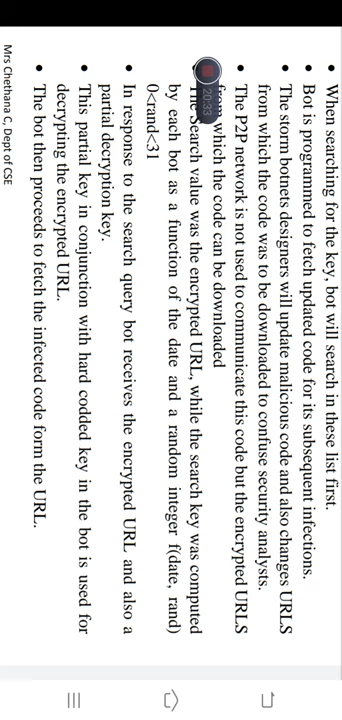 • When searching for the key, bot will search in these list first.
• Bot is programmed to fetch updated code for its subsequent infections.
• The storm botnets designers will update malicious code and also changes URLS
from which the code was to be downloaded to confuse security analysts.
• The P2P network is not used to communicate this code but the encrypted URLS
from which the code can be downloaded
The Search value was the encrypted URL, while the search key was computed
by each bot as a function of the date and a random integer f(date, rand)
0<rand<31
• In response to the search query bot receives the encrypted URL and also a
partial decryption key.
• This partial key in conjunction with hard codded key in the bot is used for
decrypting the encrypted URL.
• The bot then proceeds to fetch the infected code form the URL.
Mrs Chethana C, Dept of CSE
20:33